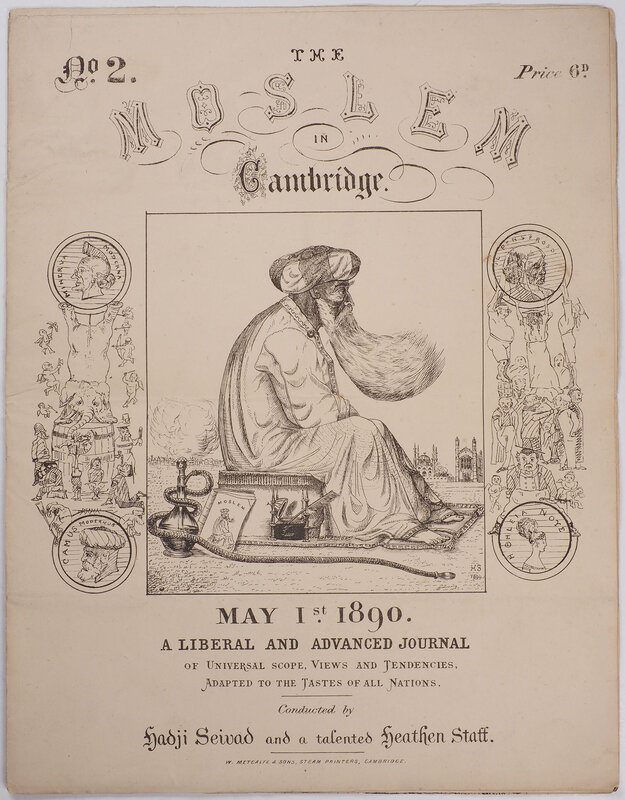 No. 2.
THE
Price 6D.
MOSLEM
IN
Cambridge.
MINERVA MODERNA
MOSLEM
MAY 1st. 1890.
A LIBERAL AND ADVANCED JOURNAL
OF UNIVERSAL SCOPE, VIEWS AND TENDENCIES,
ADAPTED TO THE TASTES OF ALL NATIONS.
Conducted by
Hadji Seivad and a talented Heathen Staff.
W. METCALFE & SONS, STEAM PRINTERS, CAMBRIDGE.